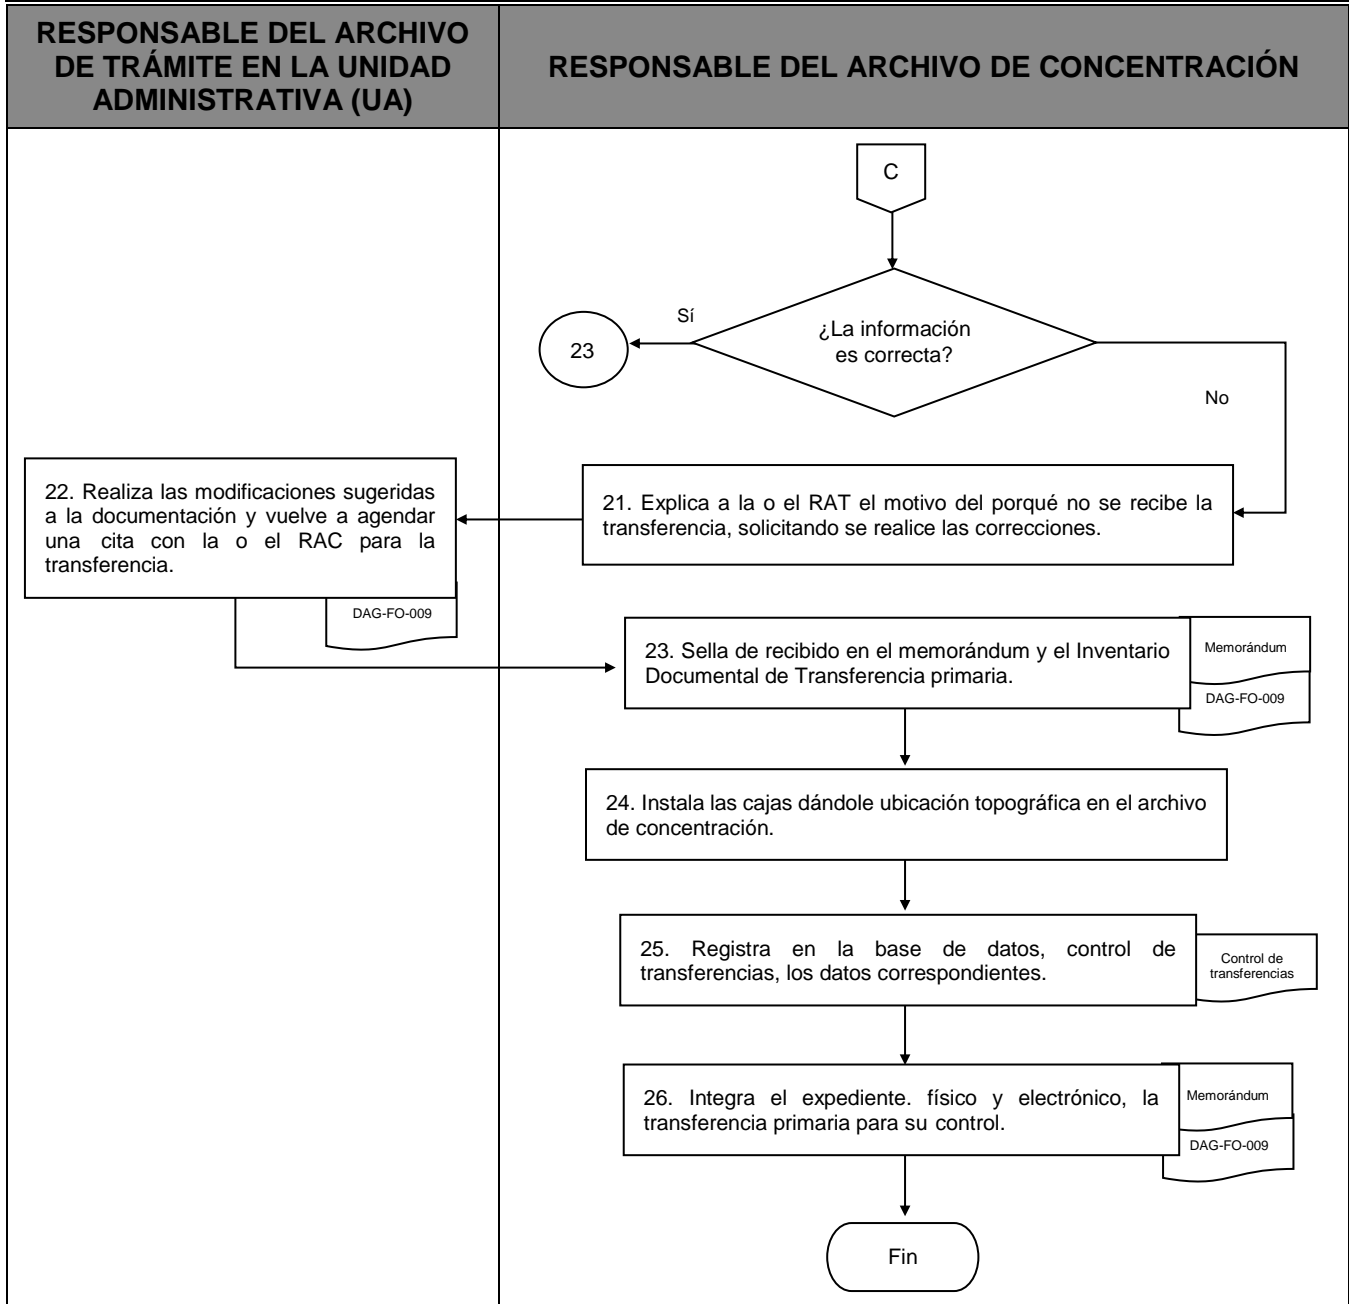 RESPONSABLE DEL ARCHIVO
DE TRÁMITE EN LA UNIDAD
ADMINISTRATIVA (UA)
RESPONSABLE DEL ARCHIVO DE CONCENTRACIÓN
C
¿La información
es correcta?
Sí
23
No
21. Explica a la o el RAT el motivo del porqué no se recibe la
transferencia, solicitando se realice las correcciones.
22. Realiza las modificaciones sugeridas
a la documentación y vuelve a agendar
una cita con la o el RAC para la
transferencia.
DAG-FO-009
23. Sella de recibido en el memorándum y el Inventario
Documental de Transferencia primaria.
Memorándum
DAG-FO-009
24. Instala las cajas dándole ubicación topográfica en el archivo
de concentración.
25. Registra en la base de datos, control de
transferencias, los datos correspondientes.
Control de
transferencias
26. Integra el expediente. físico y electrónico, la
transferencia primaria para su control.
Memorándum
DAG-FO-009
Fin